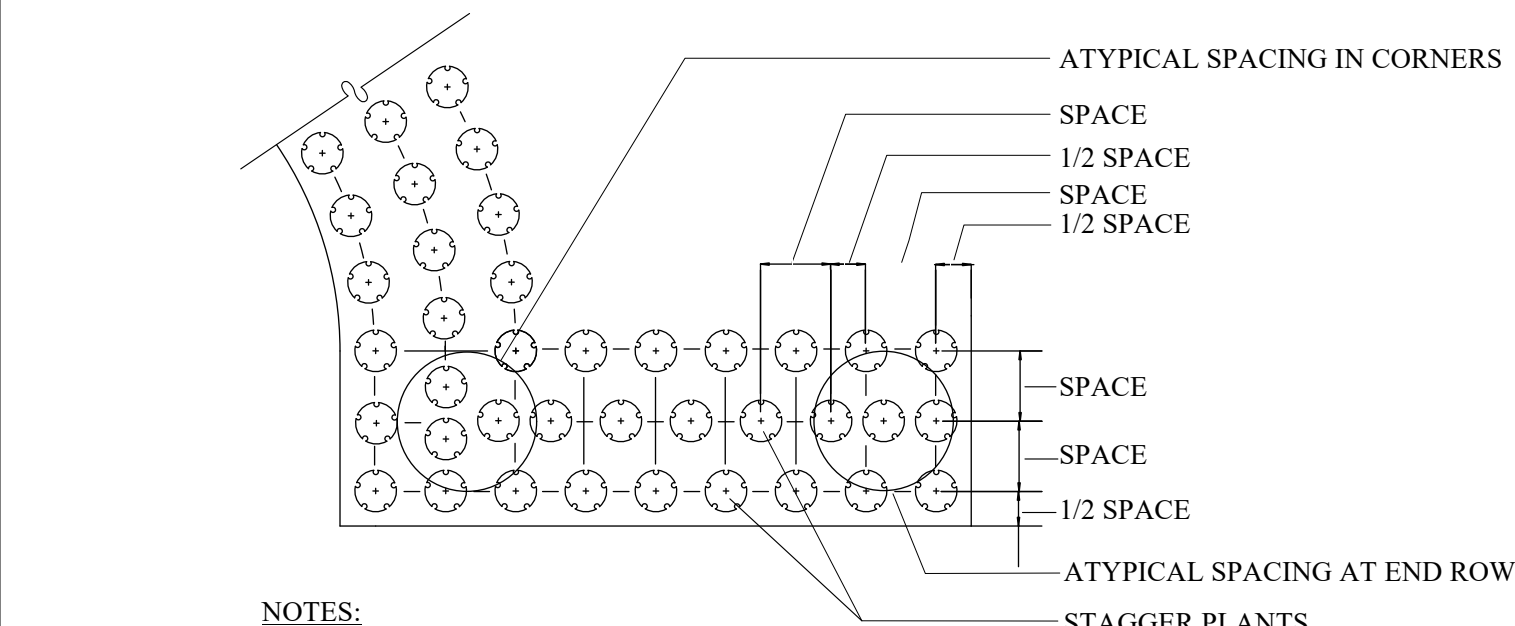 ATYPICAL SPACING IN CORNERS
SPACE
1/2 SPACE
SPACE
1/2 SPACE
SPACE
SPACE
1/2 SPACE
ATYPICAL SPACING AT END ROW
STAGGER PLANTS
NOTES: